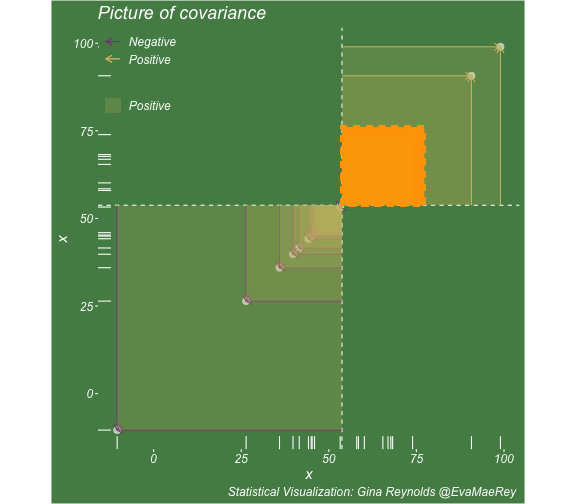 Picture of covariance
100
Negative
Positive
Positive
75
50
x
25
0
0 25 50 75 100
x
Statistical Visualization: Gina Reynolds @EvaMaeRey